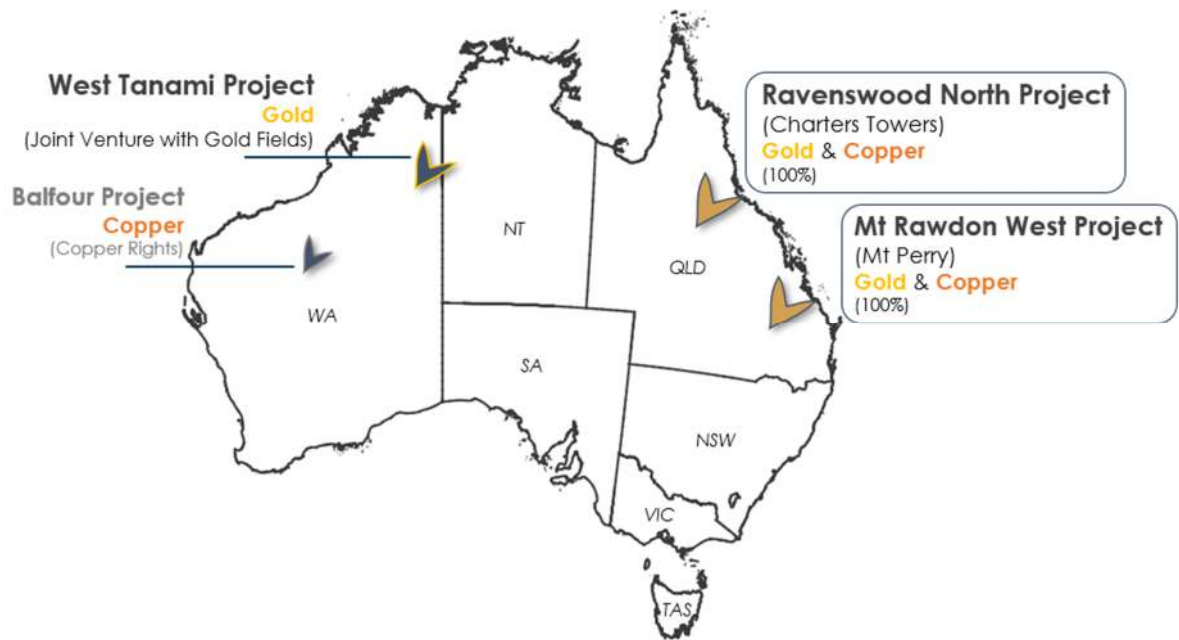 West Tanami Project
Gold
(Joint Venture with Gold Fields)
Balfour Project
Copper
(Copper Rights)
Ravenswood North Project
(Charters Towers)
Gold & Copper
(100%)
Mt Rawdon West Project
(Mt Perry)
Gold & Copper
(100%)
NT
QLD
WA
SA
NSW
VIC
TAS